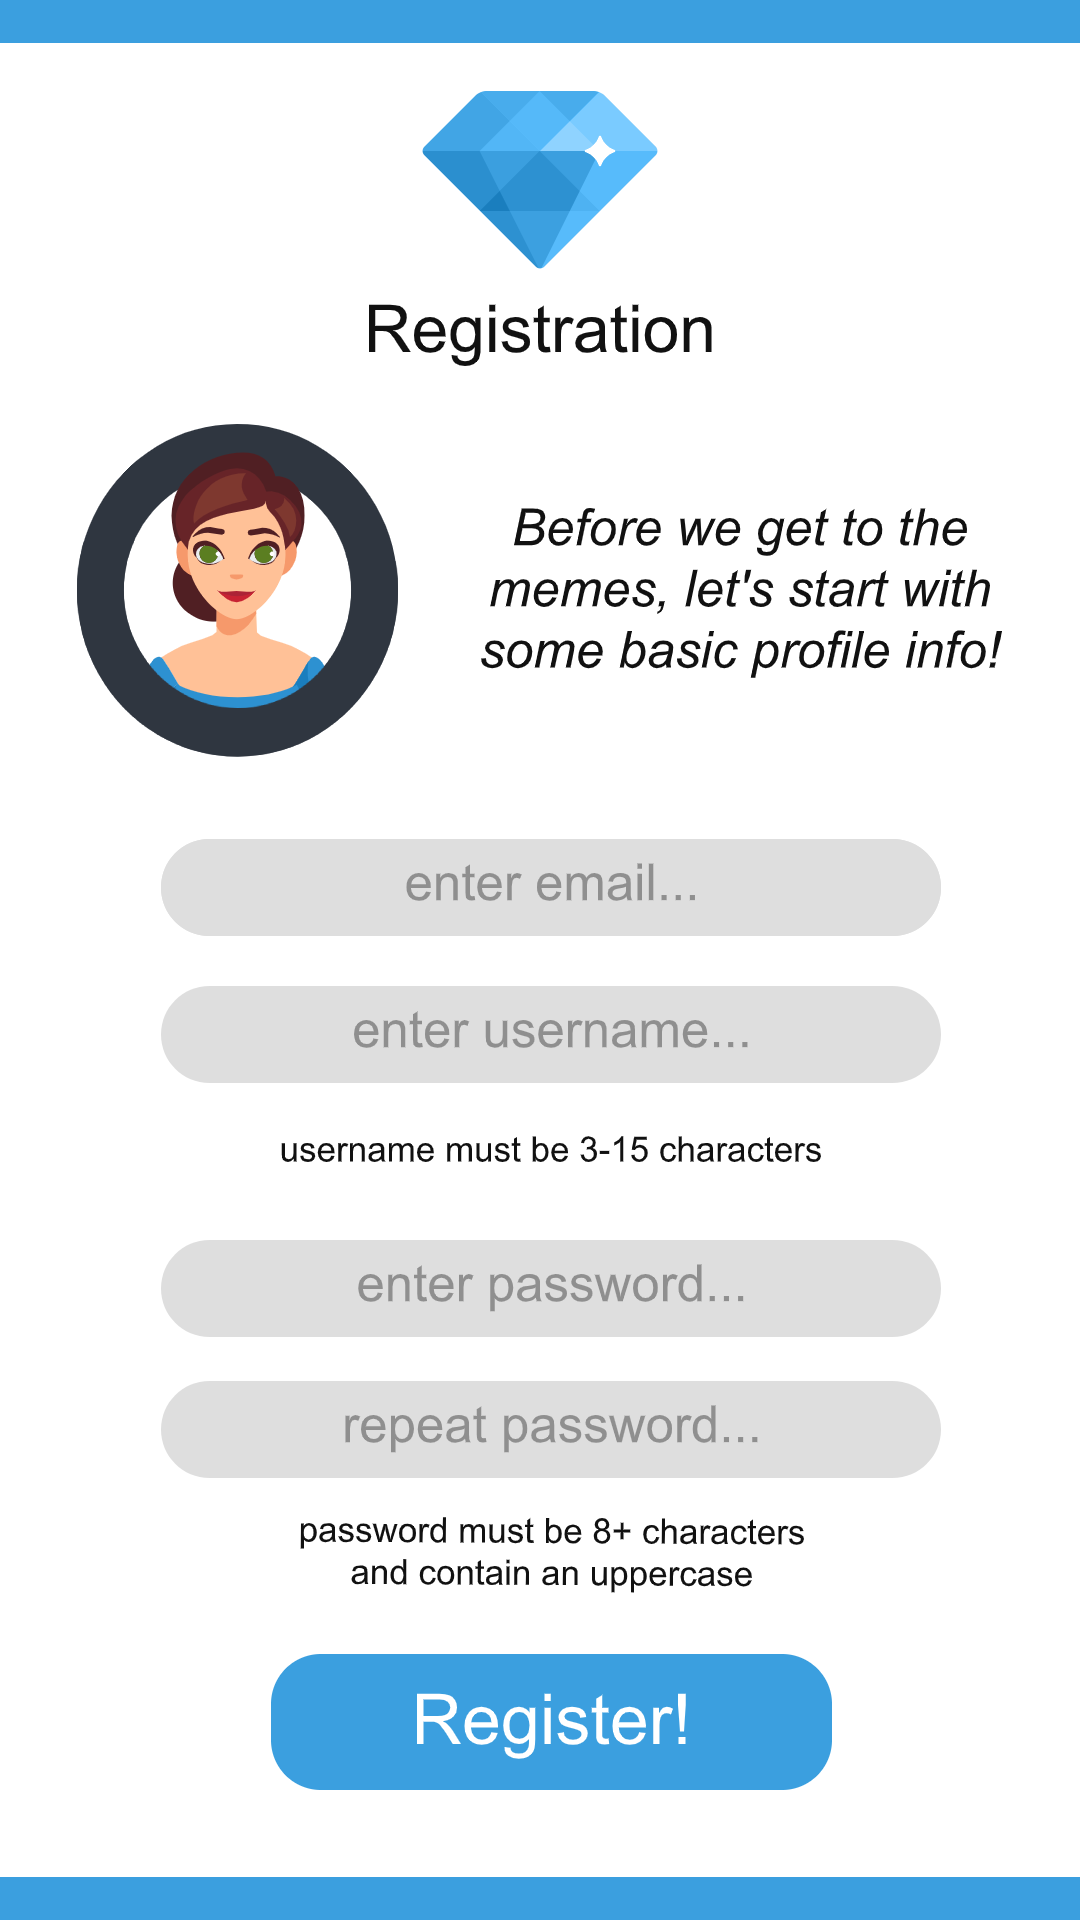 Registration
Before we get to the
memes, let's start with
some basic profile info!
enter email...
enter username...
username must be 3-15 characters
enter password...
repeat password...
password must be 8+ characters
and contain an uppercase
Register!